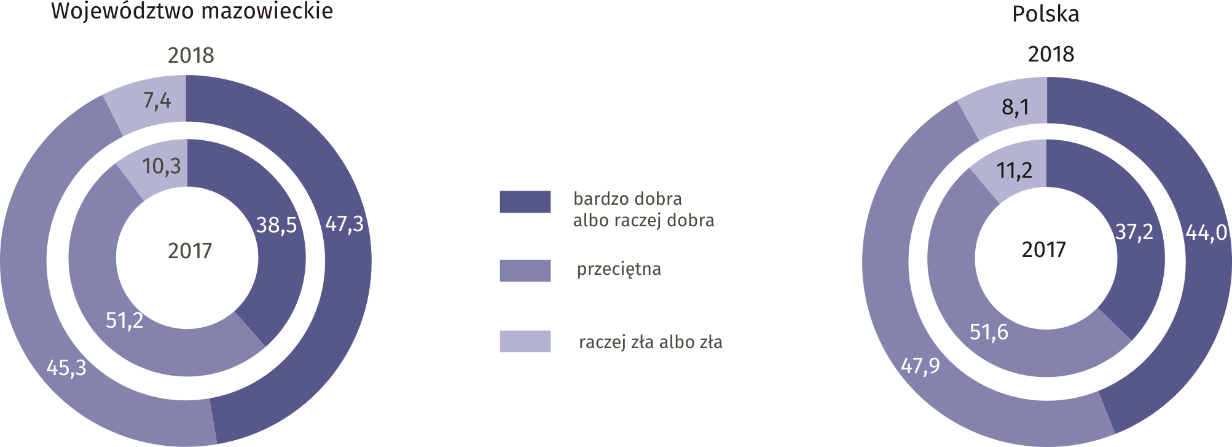 Województwo mazowieckie
2018
7,4
10,3
38,5
47,3
2017
51,2
45,3
bardzo dobra
albo raczej dobra
przeciętna
raczej zła albo zła
Polska
2018
8,1
11,2
37,2
44,0
2017
51,6
47,9